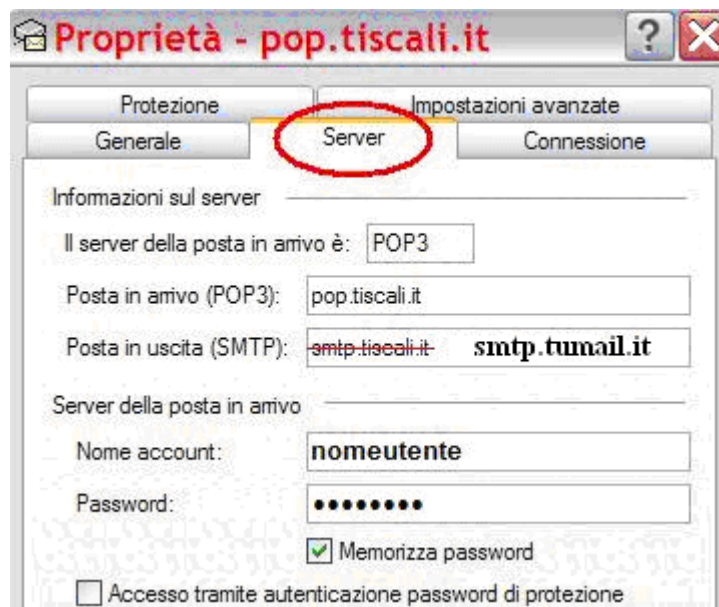 Proprietà - pop.tiscali.it ? X
Protezione Impostazioni avanzate
Generale Server Connessione
Informazioni sul server
Il server della posta in arrivo è: POP3
Posta in arrivo (POP3): pop.tiscali.it
Posta in uscita (SMTP): smtp.tiscali.it smtp.tumail.it
Server della posta in arrivo
Nome account: nomeutente
Password: ●●●●●●●●
Memorizza password
Accesso tramite autenticazione password di protezione